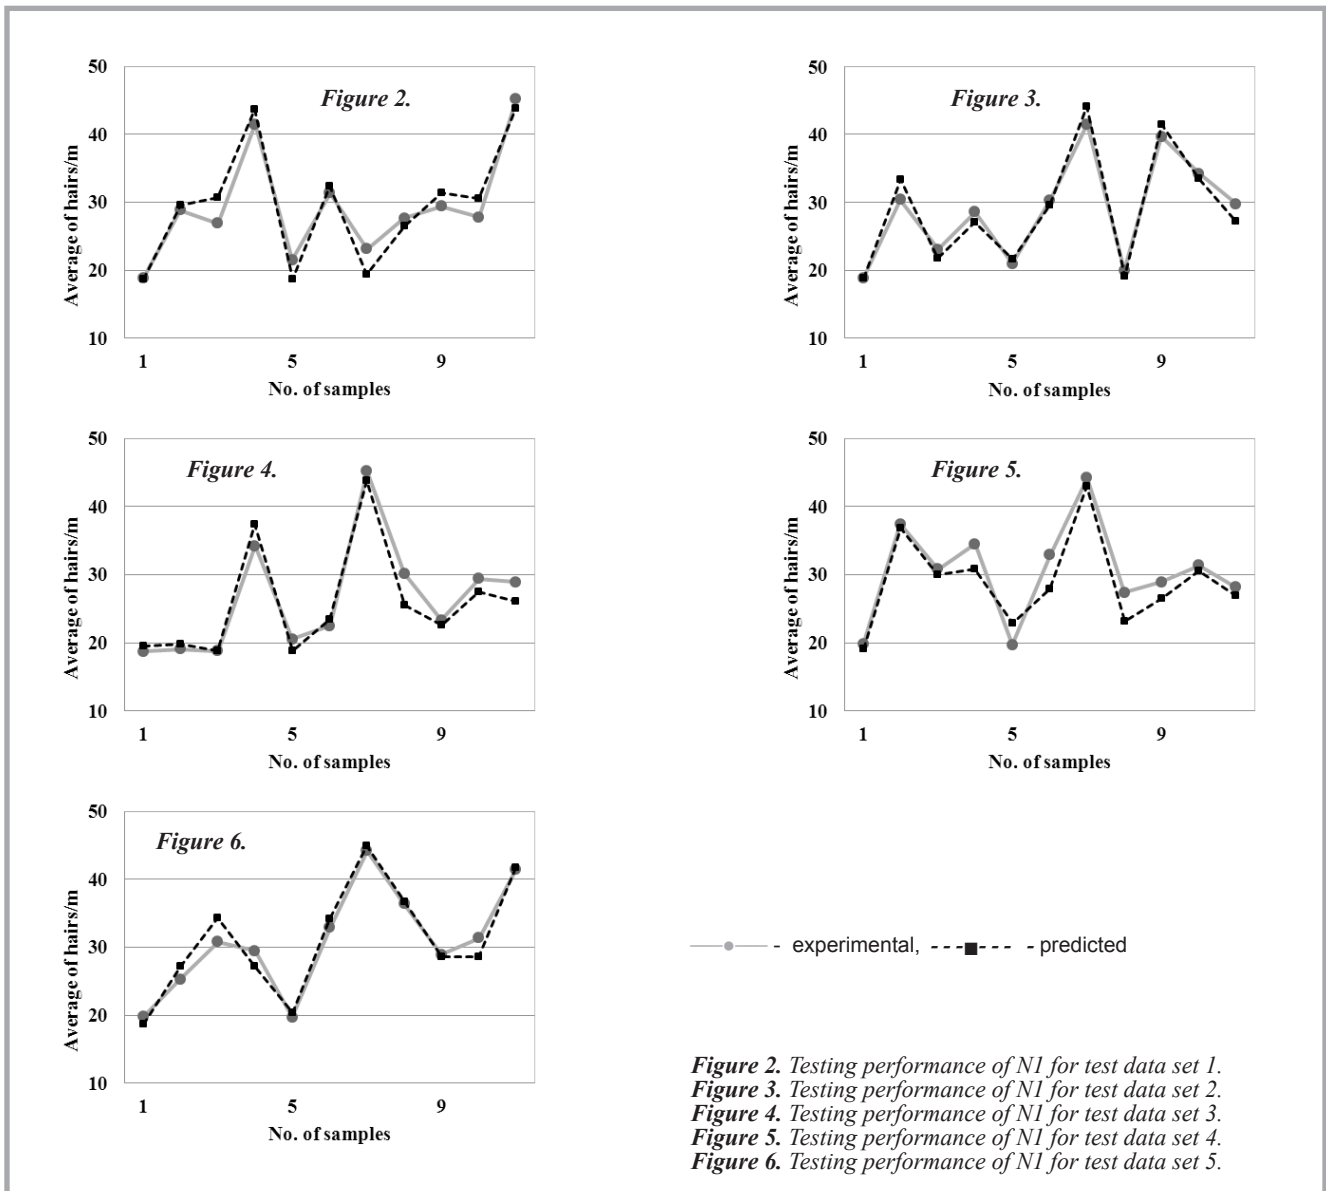 50
40
30
20
10
Average of hairs/m
Figure 2.
1 5 9
No. of samples
50
40
30
20
10
Average of hairs/m
Figure 3.
1 5 9
No. of samples
50
40
30
20
10
Average of hairs/m
Figure 4.
1 5 9
No. of samples
50
40
30
20
10
Average of hairs/m
Figure 5.
1 5 9
No. of samples
50
40
30
20
10
Average of hairs/m
Figure 6.
1 5 9
No. of samples
- experimental, - predicted
Figure 2. Testing performance of N1 for test data set 1.
Figure 3. Testing performance of N1 for test data set 2.
Figure 4. Testing performance of N1 for test data set 3.
Figure 5. Testing performance of N1 for test data set 4.
Figure 6. Testing performance of N1 for test data set 5.